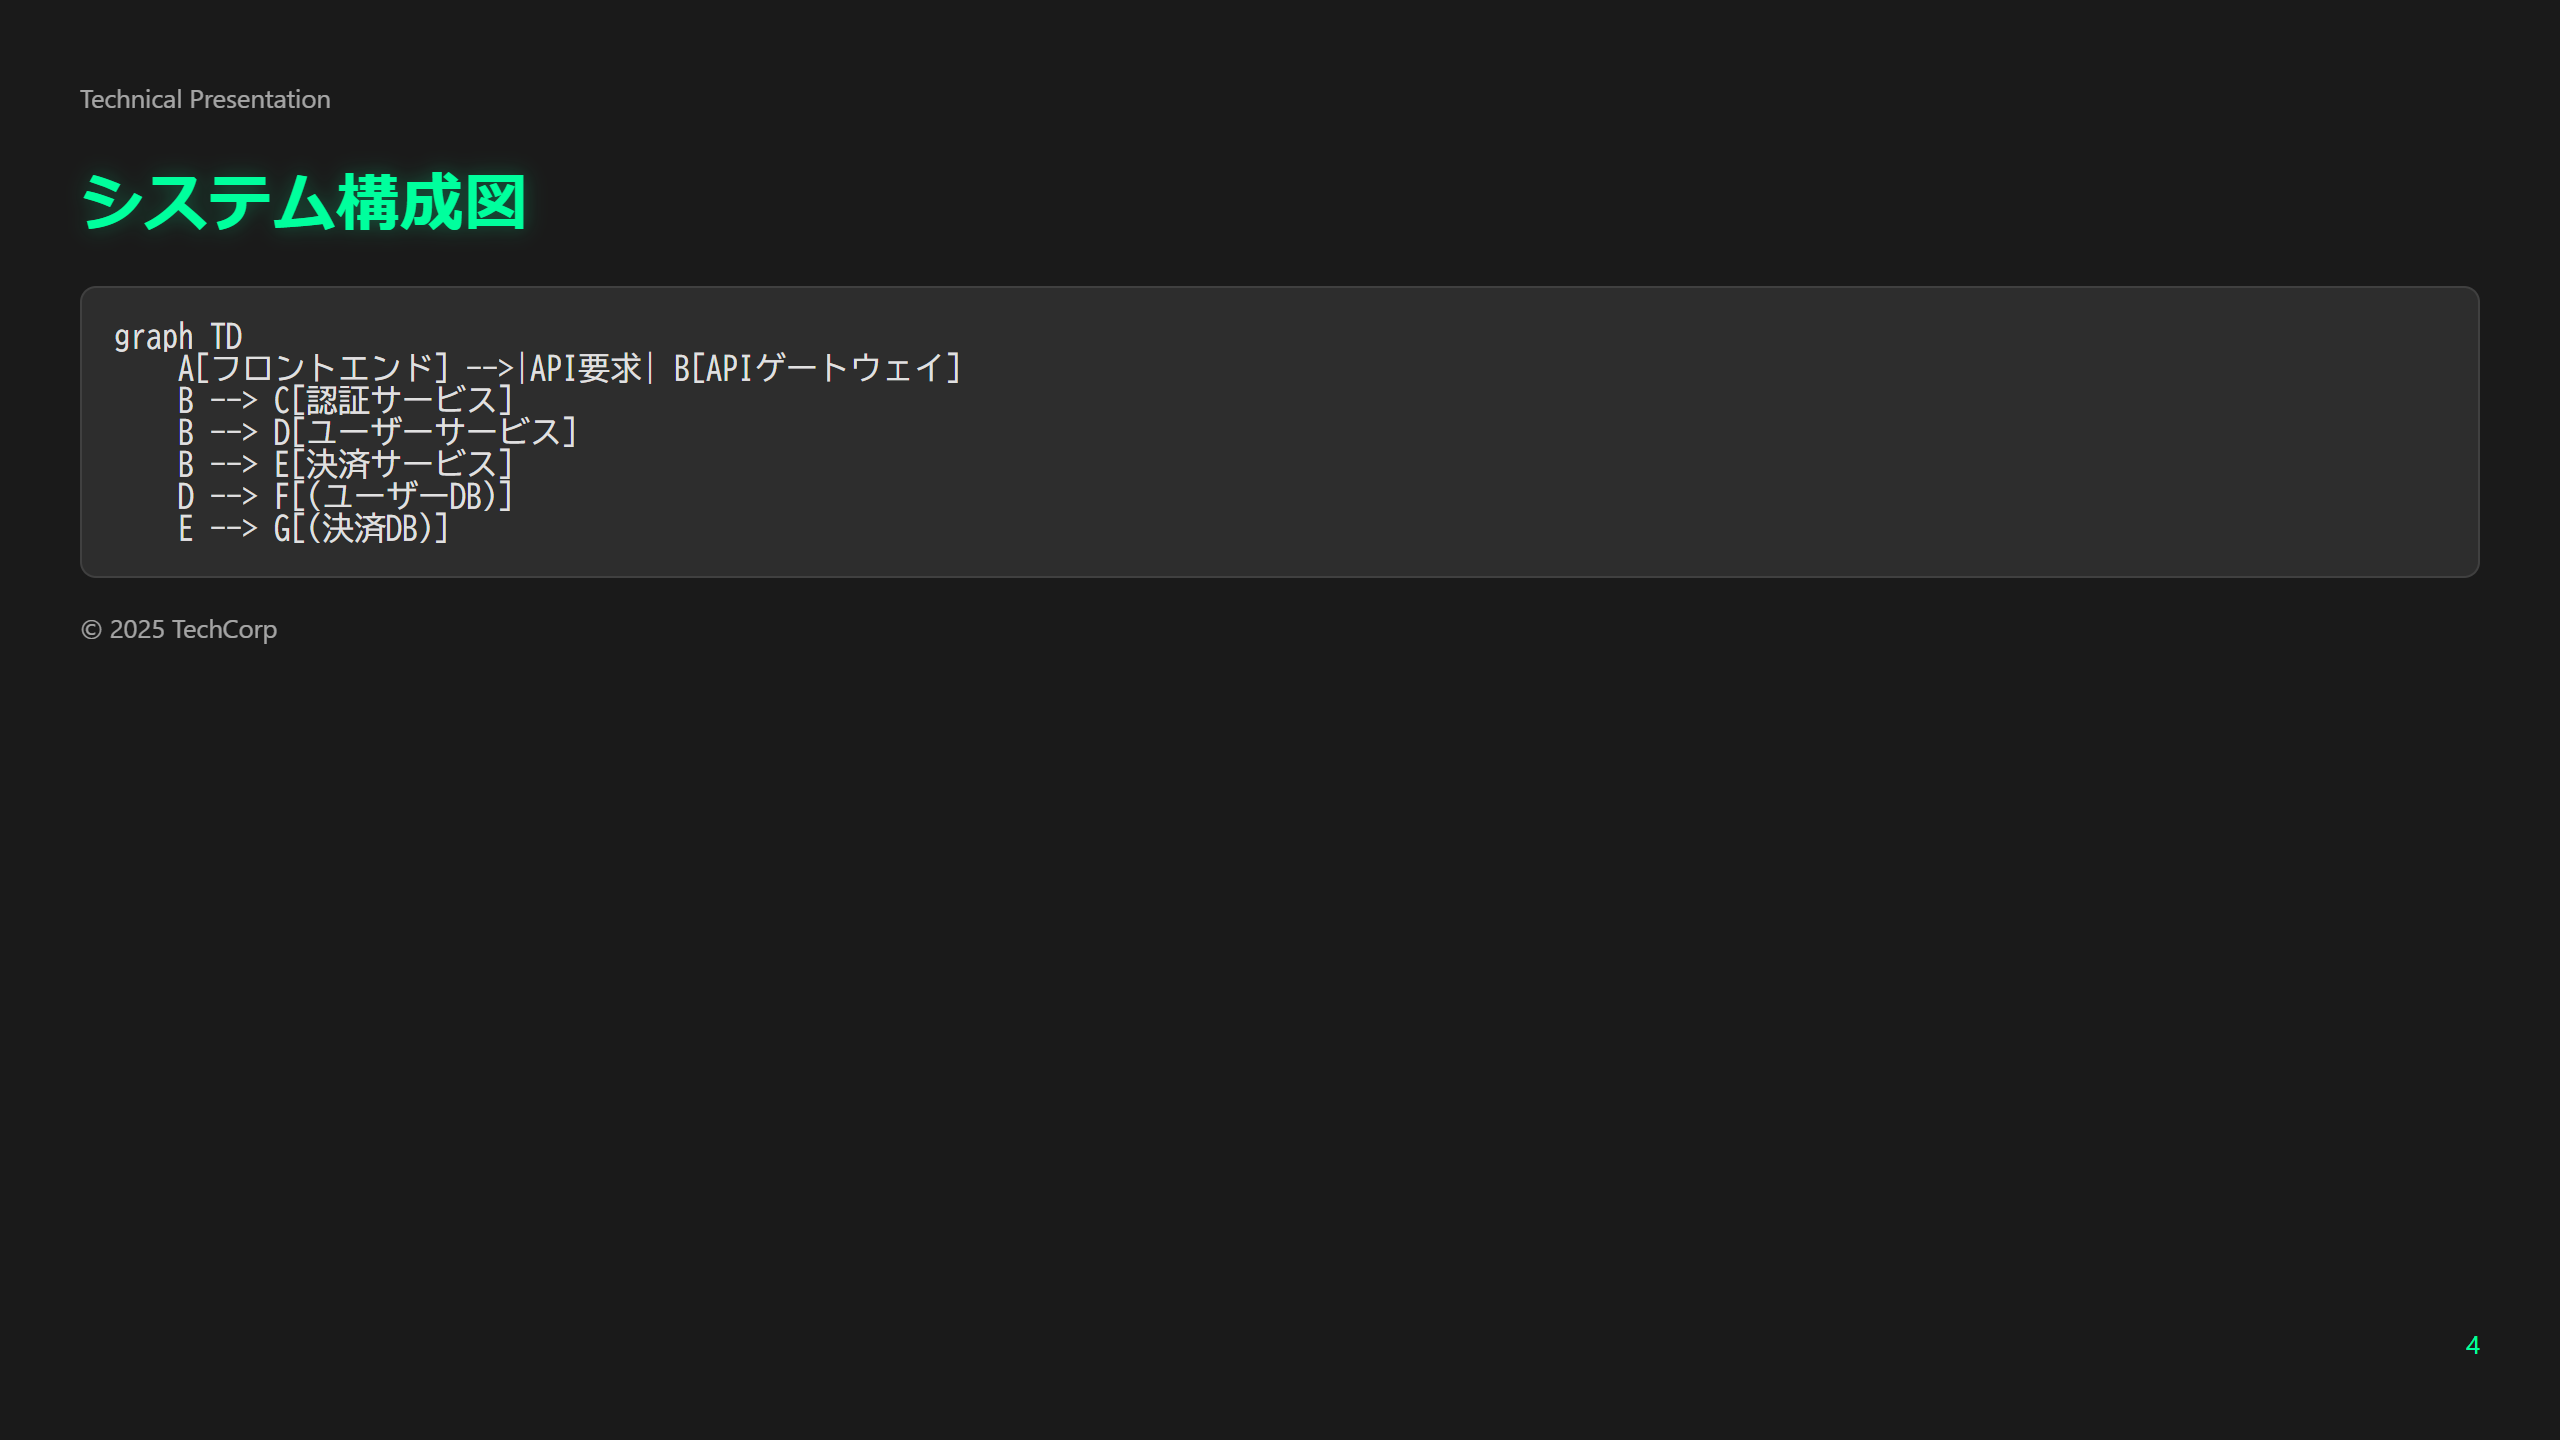 Technical Presentation
システム構成図
graph TD
    A[フロントエンド] -->|API要求| B[APIゲートウェイ]
    B --> C[認証サービス]
    B --> D[ユーザーサービス]
    B --> E[決済サービス]
    D --> F[(ユーザーDB)]
    E --> G[(決済DB)]
© 2025 TechCorp
4